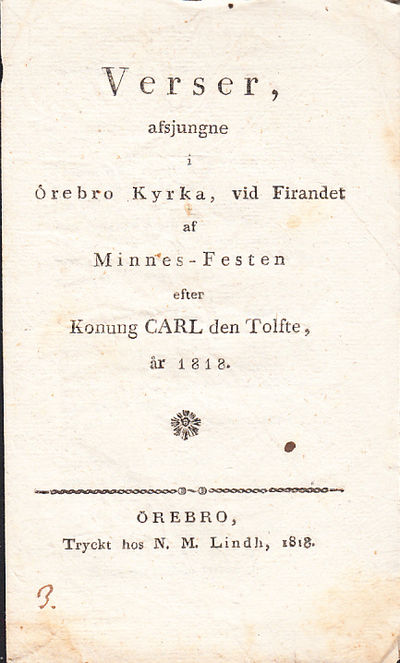 Verser,
afsjungne
i
Örebro Kyrka, vid Firandet
af
Minnes-Festen
efter
Konung CARL den Tolfte,
år 1818.
ÖREBRO,
Tryckt hos N. M. Lindh, 1818.
3.